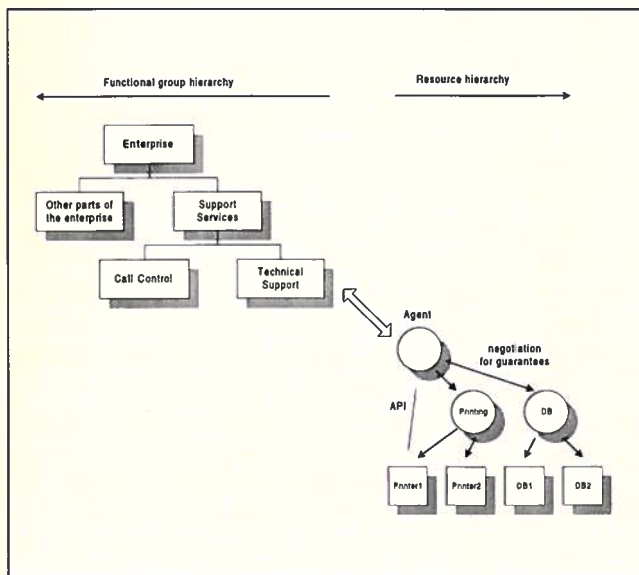 Functional group hierarchy
Resource hierarchy
Enterprise
Other parts of
the enterprise
Support
Services
Call Control
Technical
Support
Agent
negotiation
for guarantees
API
Printing
DB
Printer1
Printer2
DB1
DB2